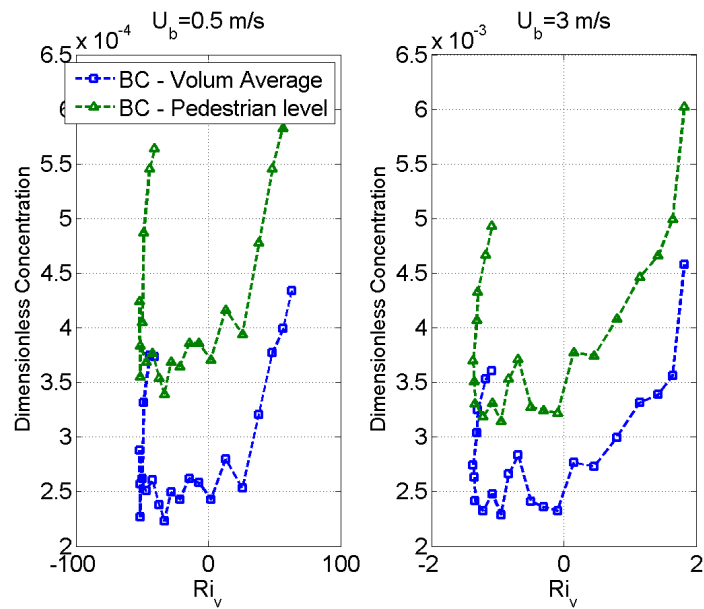 U_b=0.5 m/s
x 10^-4
6.5
6
5.5
5
4.5
4
3.5
3
2.5
2
-100
0
100
Dimensionless Concentration
Ri_v
BC - Volum Average
BC - Pedestrian level
U_b=3 m/s
x 10^-3
6.5
6
5.5
5
4.5
4
3.5
3
2.5
2
-2
0
2
Dimensionless Concentration
Ri_v